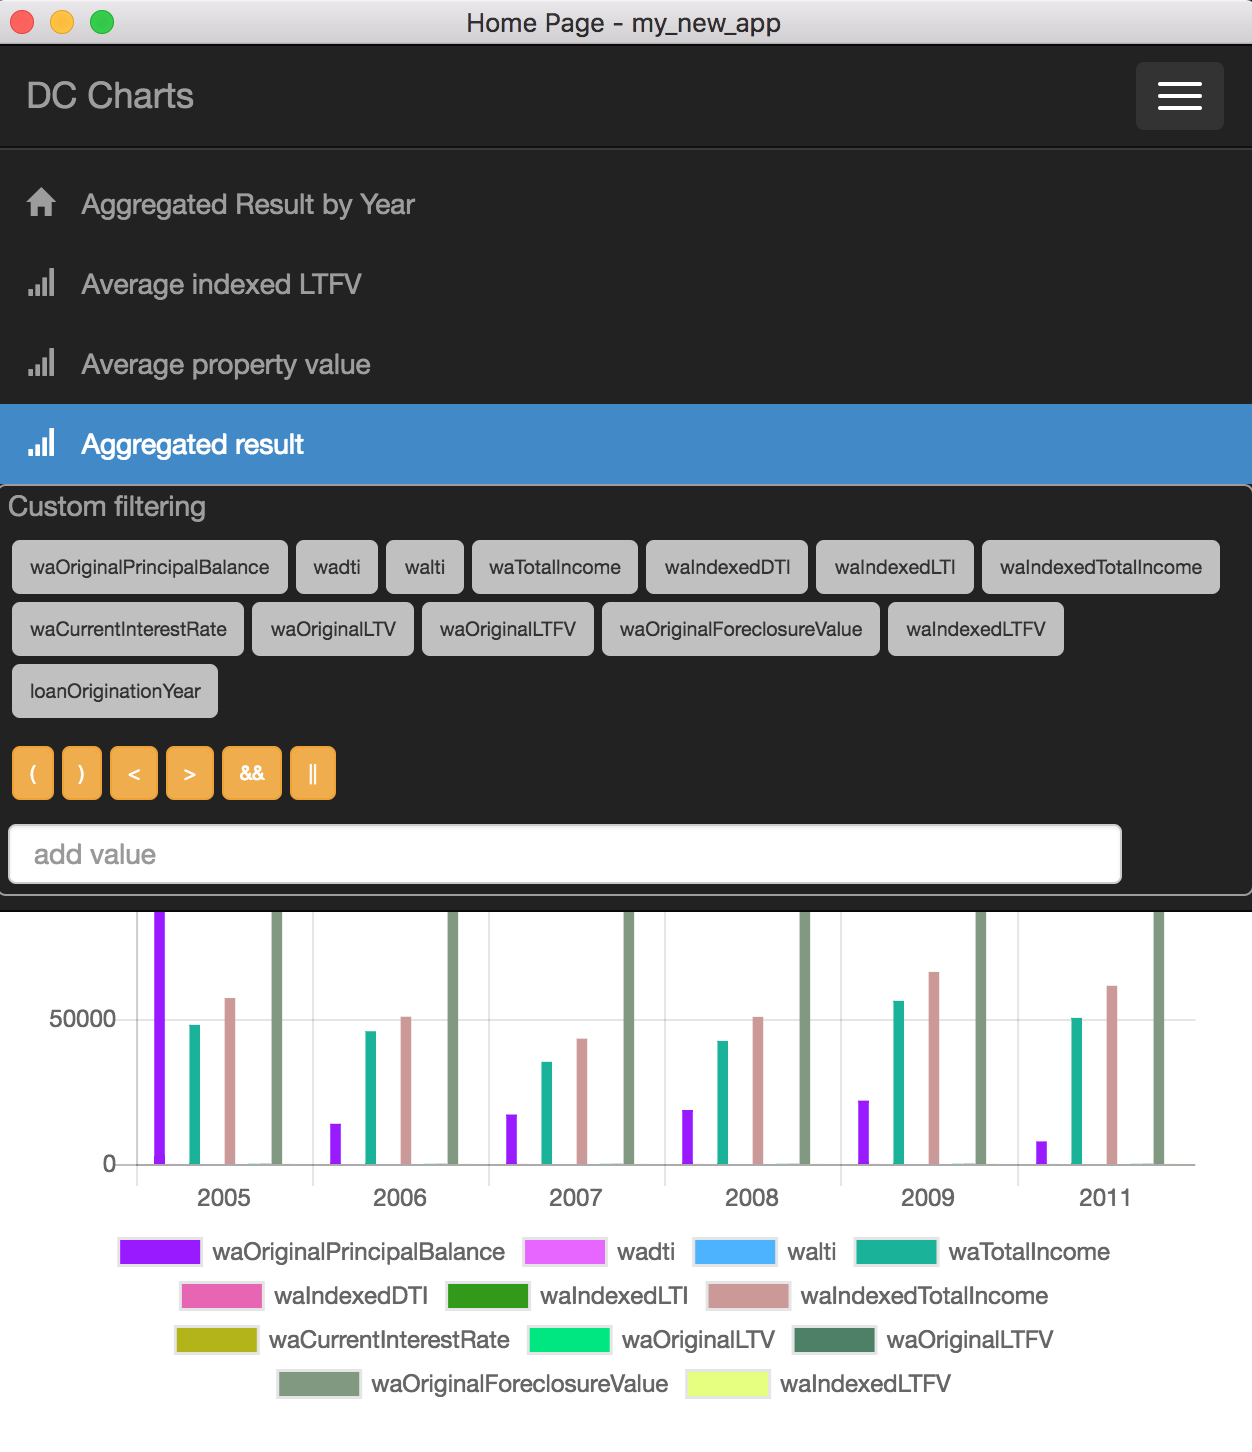 Home Page - my_new_app
DC Charts
Aggregated Result by Year
Average indexed LTFV
Average property value
Aggregated result
Custom filtering
waOriginalPrincipalBalance wadti walti waTotalIncome waIndexedDTI waIndexedLTI waIndexedTotalIncome
waCurrentInterestRate waOriginalLTV waOriginalLTFV waOriginalForeclosureValue waIndexedLTFV
loanOriginationYear
( ) < > && ||
add value
50000
0
2005 2006 2007 2008 2009 2011
waOriginalPrincipalBalance wadti walti waTotalIncome
waIndexedDTI waIndexedLTI waIndexedTotalIncome
waCurrentInterestRate waOriginalLTV waOriginalLTFV
waOriginalForeclosureValue waIndexedLTFV